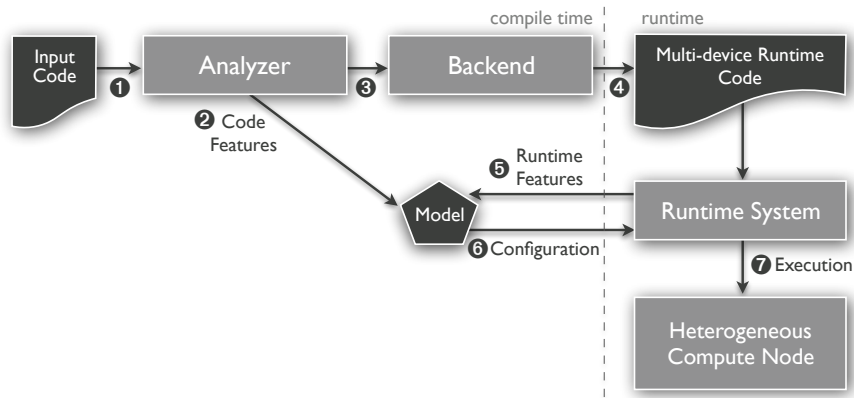 compile time
runtime
Input
Code
❶
Analyzer
❸
Backend
❹
Multi-device Runtime
Code
❷ Code
Features
❺ Runtime
Features
Model
❻ Configuration
Runtime System
❼ Execution
Heterogeneous
Compute Node